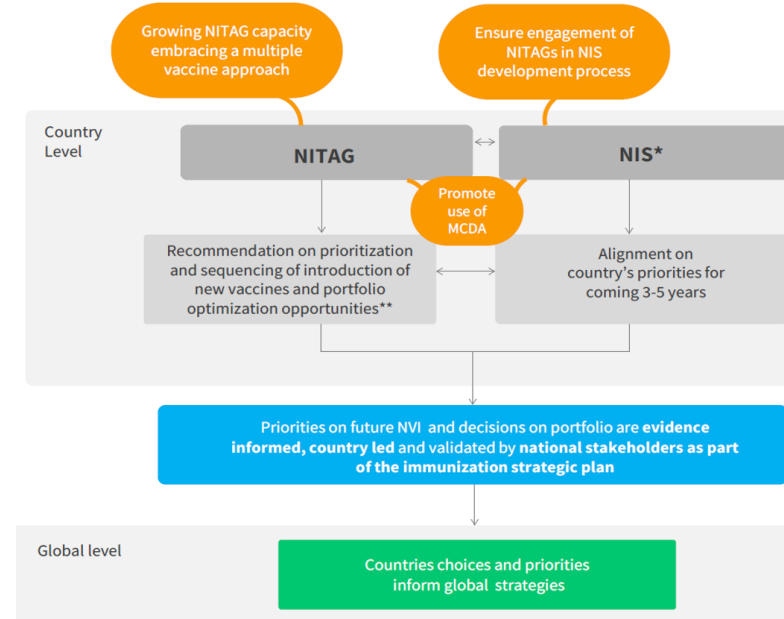 Growing NITAG capacity
embracing a multiple
vaccine approach
Ensure engagement of
NITAGs in NIS
development process
Country
Level
NITAG
NIS*
Promote
use of
MCDA
Recommendation on prioritization
and sequencing of introduction of
new vaccines and portfolio
optimization opportunities**
Alignment on
country's priorities for
coming 3-5 years
Priorities on future NVI and decisions on portfolio are evidence
informed, country led and validated by national stakeholders as part
of the immunization strategic plan
Global level
Countries choices and priorities
inform global strategies